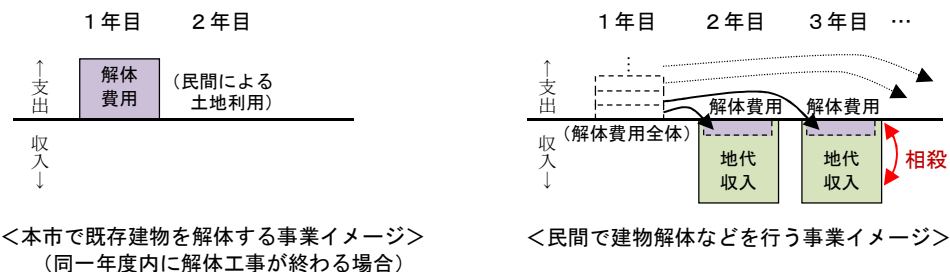 1年目 2年目
↑支出
解体
費用
(民間による
土地利用)
収入↓
<本市で既存建物を解体する事業イメージ>
(同一年度内に解体工事が終わる場合)
1年目 2年目 3年目 …
↑支出
⋮
解体費用 解体費用
(解体費用全体)
収入↓
地代
収入
地代
収入
相殺
<民間で建物解体などを行う事業イメージ>